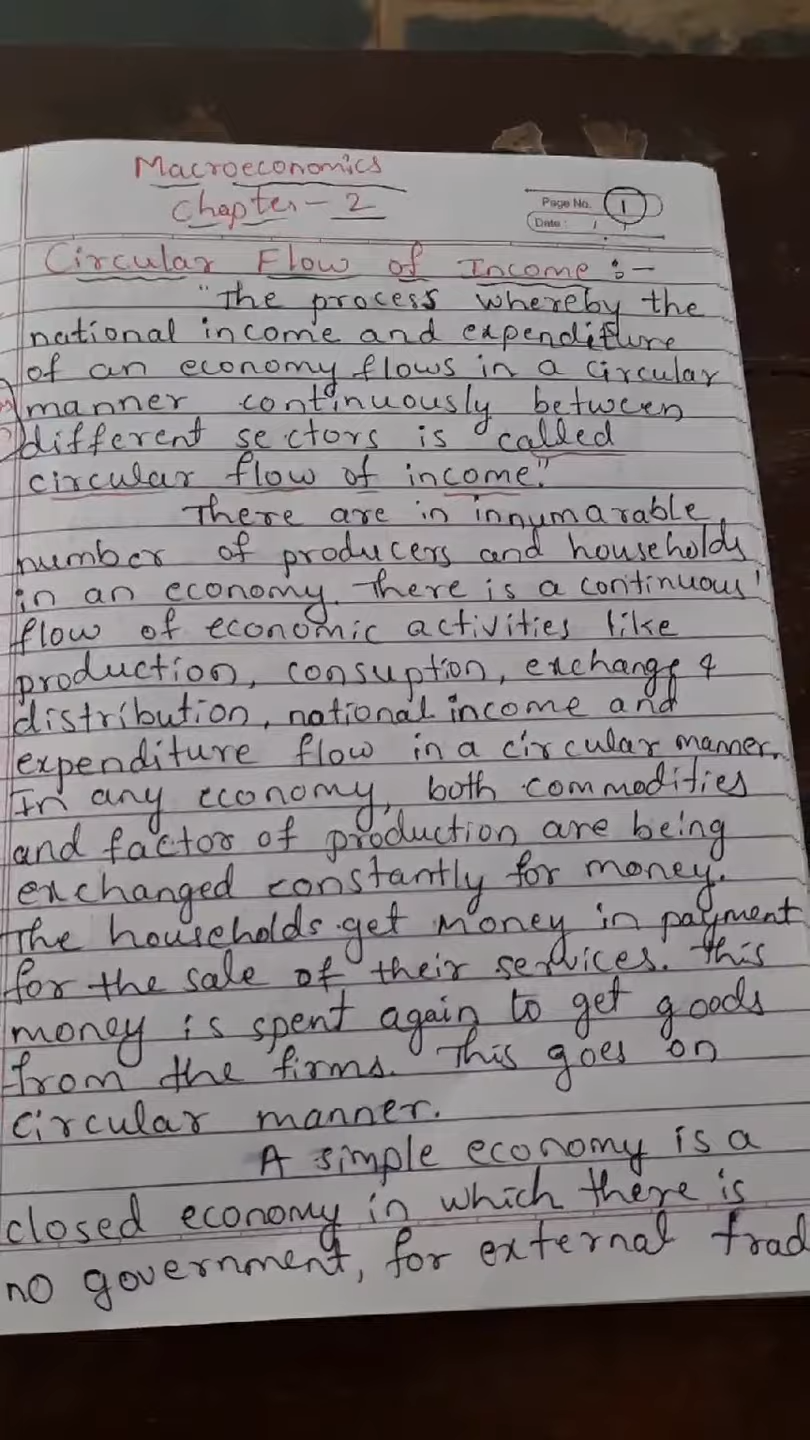 Macroeconomics
Chapter - 2
Page No. 1
Date : / /
Circular Flow of Income :-
"The process whereby the
national income and expenditure
of an economy flows in a circular
manner continuously between
different sectors is called
circular flow of income."
There are in innumarable
number of producers and households
in an economy. There is a continuous
flow of economic activities like
production, consuption, exchange &
distribution, national income and
expenditure flow in a circular manner.
In any economy, both commodities
and factor of production are being
exchanged constantly for money.
The households get money in payment
for the sale of their services. This
money is spent again to get goods
from the firms. This goes on
circular manner.
A simple economy is a
closed economy in which there is
no government, for external trad